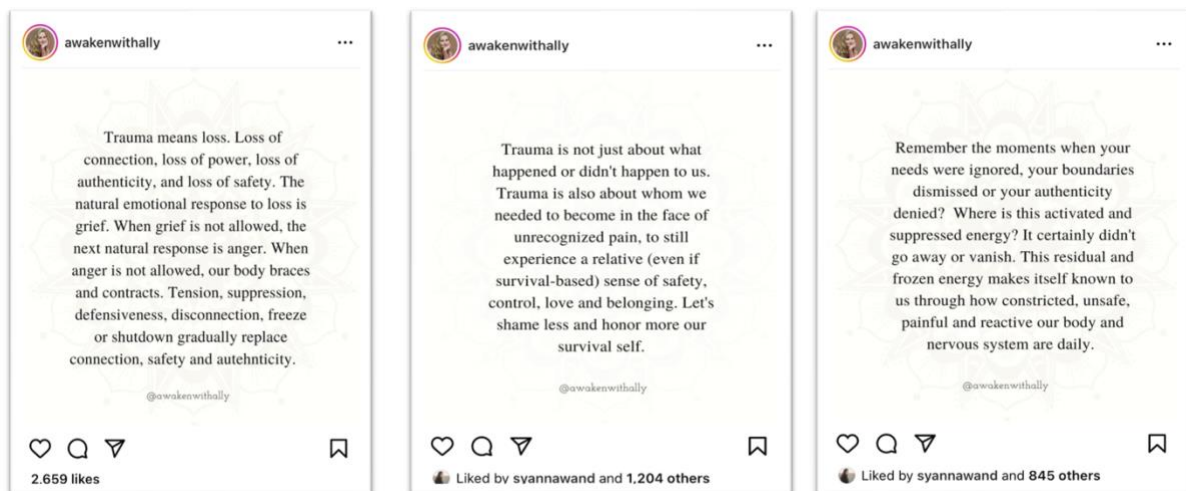 awakenwithally
Trauma means loss. Loss of
connection, loss of power, loss of
authenticity, and loss of safety. The
natural emotional response to loss is
grief. When grief is not allowed, the
next natural response is anger. When
anger is not allowed, our body braces
and contracts. Tension, suppression,
defensiveness, disconnection, freeze
or shutdown gradually replace
connection, safety and autehnticity.
@awakenwithally
2.659 likes
awakenwithally
Trauma is not just about what
happened or didn't happen to us.
Trauma is also about whom we
needed to become in the face of
unrecognized pain, to still
experience a relative (even if
survival-based) sense of safety,
control, love and belonging. Let's
shame less and honor more our
survival self.
@awakenwithally
Liked by syannawand and 1,204 others
awakenwithally
Remember the moments when your
needs were ignored, your boundaries
dismissed or your authenticity
denied? Where is this activated and
suppressed energy? It certainly didn't
go away or vanish. This residual and
frozen energy makes itself known to
us through how constricted, unsafe,
painful and reactive our body and
nervous system are daily.
@awakenwithally
Liked by syannawand and 845 others